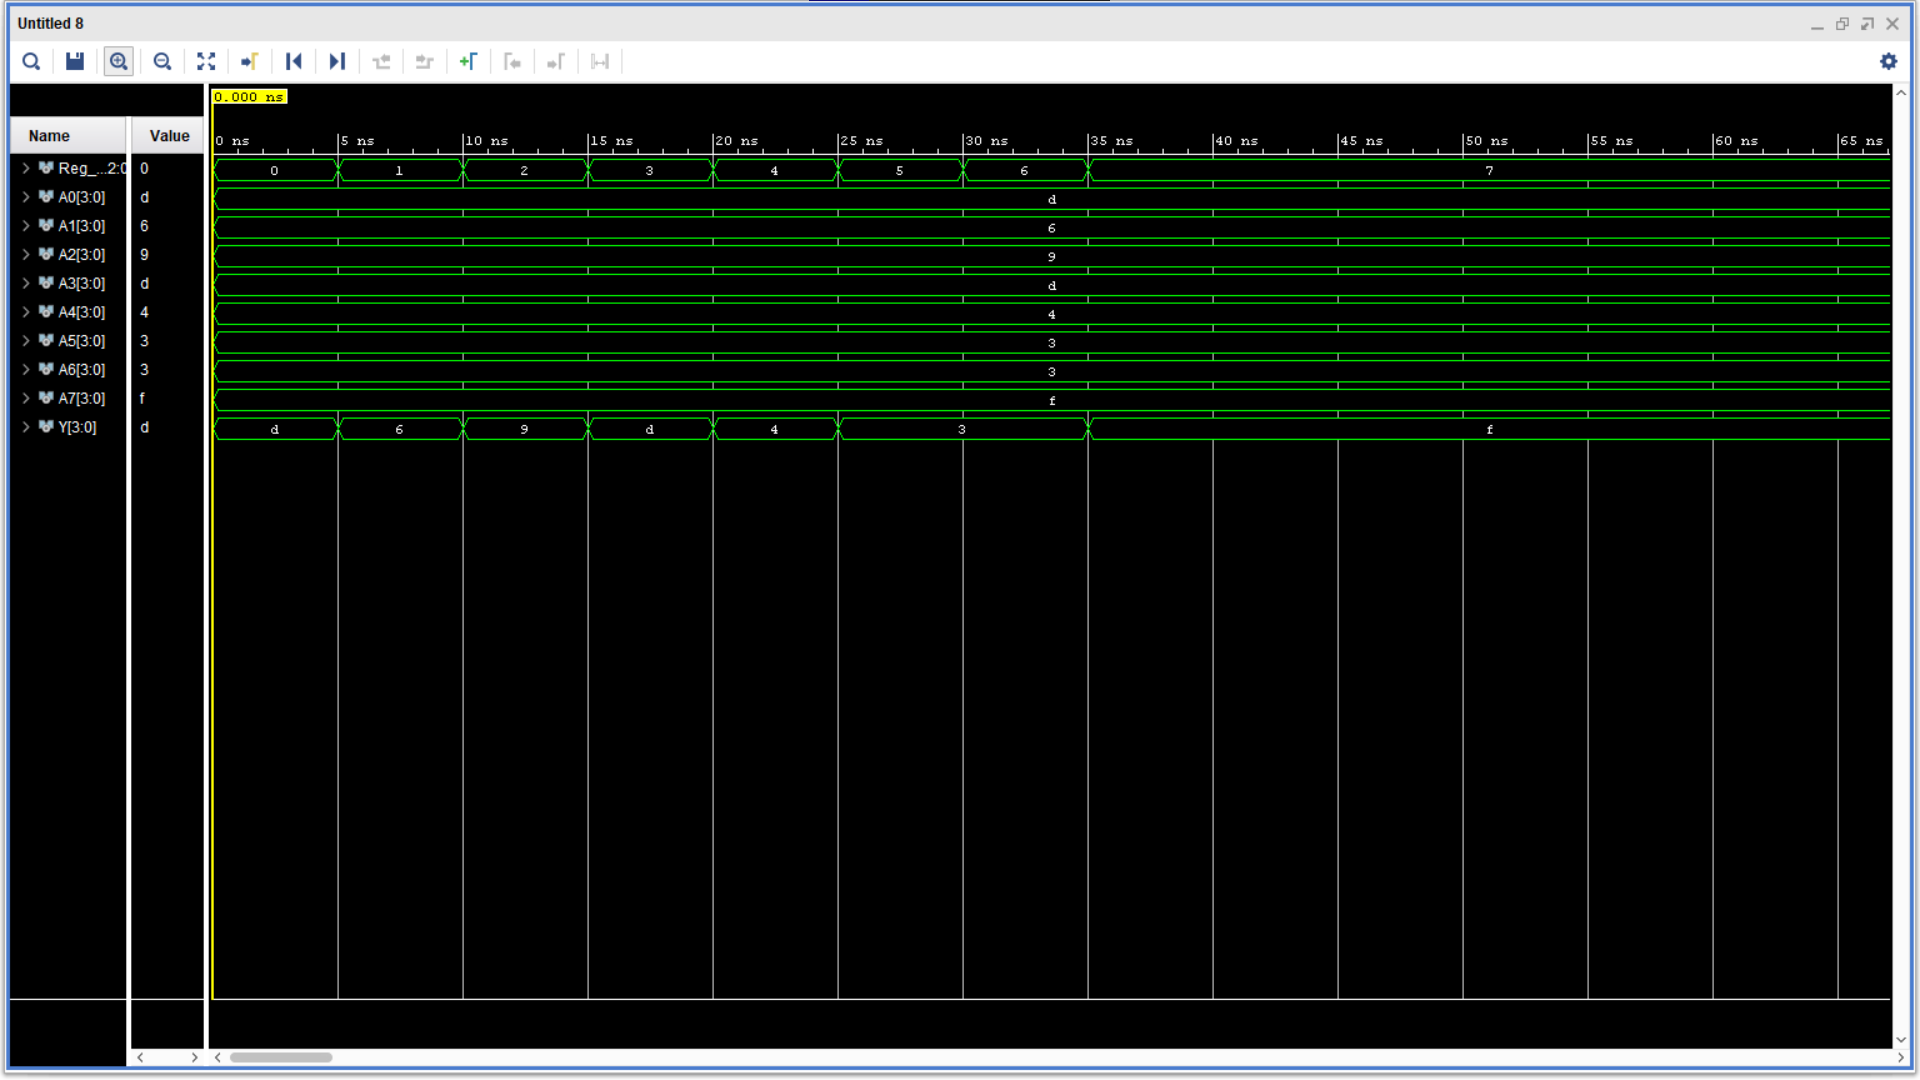 Untitled 8
0.000 ns
Name Value
0 ns 5 ns 10 ns 15 ns 20 ns 25 ns 30 ns 35 ns 40 ns 45 ns 50 ns 55 ns 60 ns 65 ns
Reg_...2:0 0 0 1 2 3 4 5 6 7
A0[3:0] d d
A1[3:0] 6 6
A2[3:0] 9 9
A3[3:0] d d
A4[3:0] 4 4
A5[3:0] 3 3
A6[3:0] 3 3
A7[3:0] f f
Y[3:0] d d 6 9 d 4 3 f